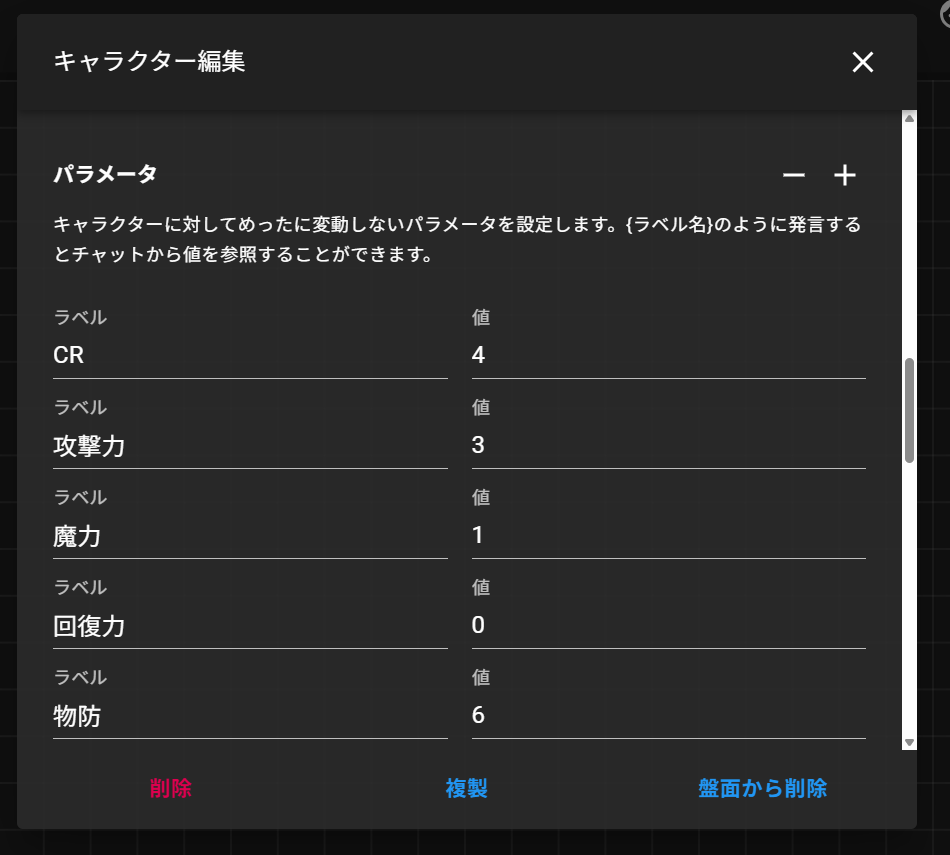 キャラクター編集
パラメータ
キャラクターに対してめったに変動しないパラメータを設定します。{ラベル名}のように発言する
とチャットから値を参照することができます。
ラベル 値
CR 4
ラベル 値
攻撃力 3
ラベル 値
魔力 1
ラベル 値
回復力 0
ラベル 値
物防 6
削除 複製 盤面から削除